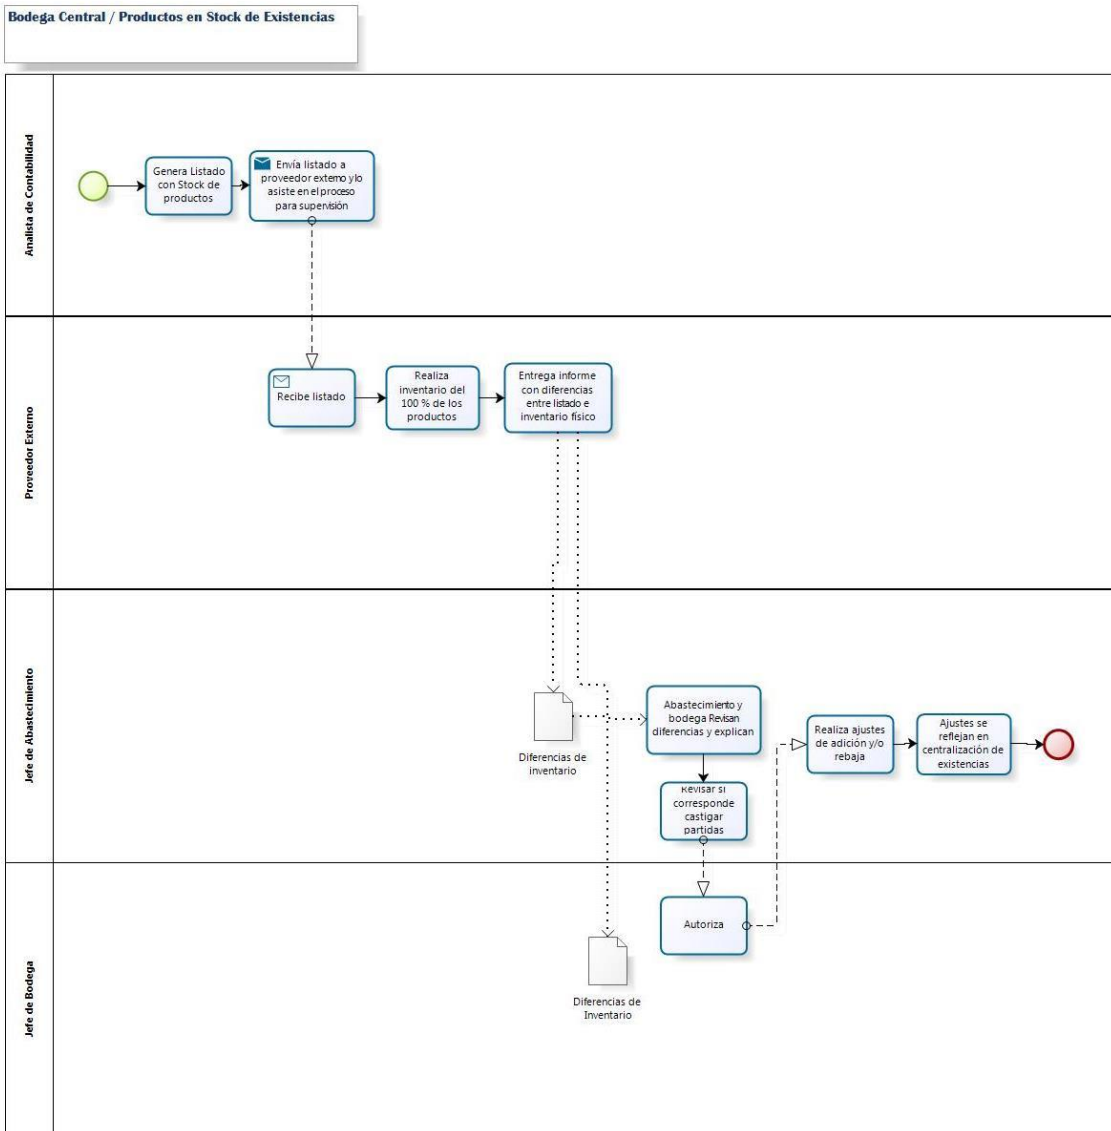 Bodega Central / Productos en Stock de Existencias
Analista de Contabilidad
Genera Listado
con Stock de
productos
Envía listado a
proveedor externo y lo
asiste en el proceso
para supervisión
Proveedor Externo
Recibe listado
Realiza
inventario del
100 % de los
productos
Entrega informe
con diferencias
entre listado e
inventario físico
Jefe de Abastecimiento
Diferencias de
inventario
Abastecimiento y
bodega Revisan
diferencias y explican
Revisar si
corresponde
castigar
partidas
Realiza ajustes
de adición y/o
rebaja
Ajustes se
reflejan en
centralización de
existencias
Jefe de Bodega
Autoriza
Diferencias de
Inventario